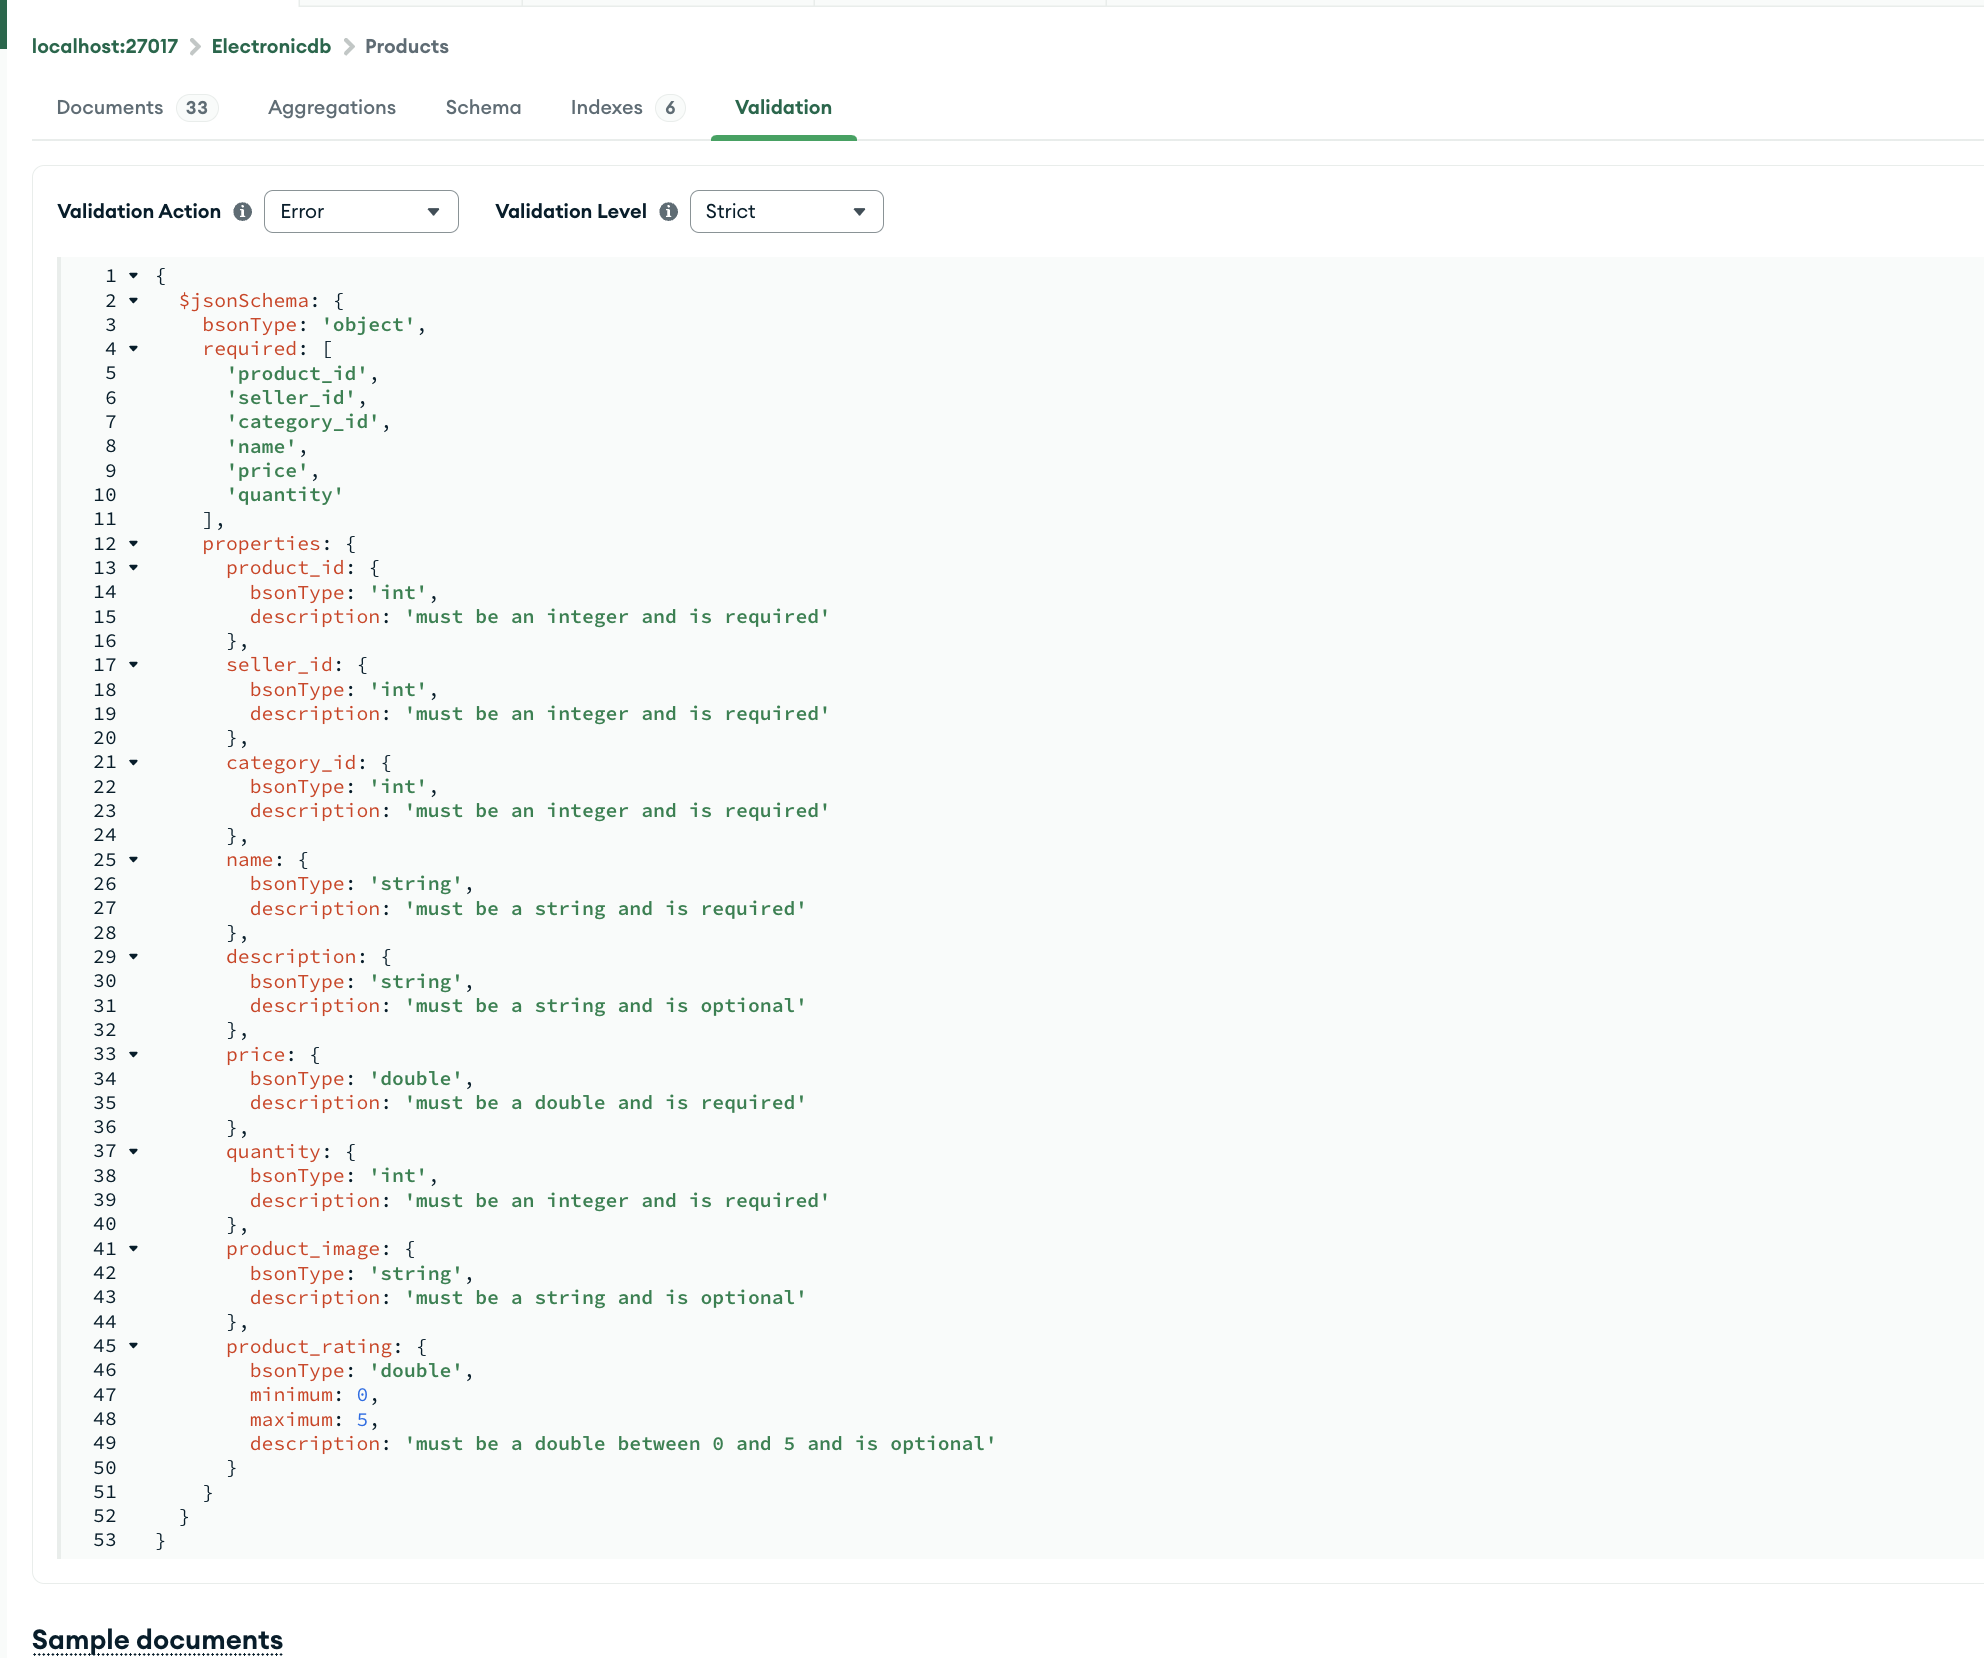 localhost:27017 > Electronicdb > Products
Documents 33 Aggregations Schema Indexes 6 Validation
Validation Action Error Validation Level Strict
1 {
2 $jsonSchema: {
3 bsonType: 'object',
4 required: [
5 'product_id',
6 'seller_id',
7 'category_id',
8 'name',
9 'price',
10 'quantity'
11 ],
12 properties: {
13 product_id: {
14 bsonType: 'int',
15 description: 'must be an integer and is required'
16 },
17 seller_id: {
18 bsonType: 'int',
19 description: 'must be an integer and is required'
20 },
21 category_id: {
22 bsonType: 'int',
23 description: 'must be an integer and is required'
24 },
25 name: {
26 bsonType: 'string',
27 description: 'must be a string and is required'
28 },
29 description: {
30 bsonType: 'string',
31 description: 'must be a string and is optional'
32 },
33 price: {
34 bsonType: 'double',
35 description: 'must be a double and is required'
36 },
37 quantity: {
38 bsonType: 'int',
39 description: 'must be an integer and is required'
40 },
41 product_image: {
42 bsonType: 'string',
43 description: 'must be a string and is optional'
44 },
45 product_rating: {
46 bsonType: 'double',
47 minimum: 0,
48 maximum: 5,
49 description: 'must be a double between 0 and 5 and is optional'
50 }
51 }
52 }
53 }
Sample documents